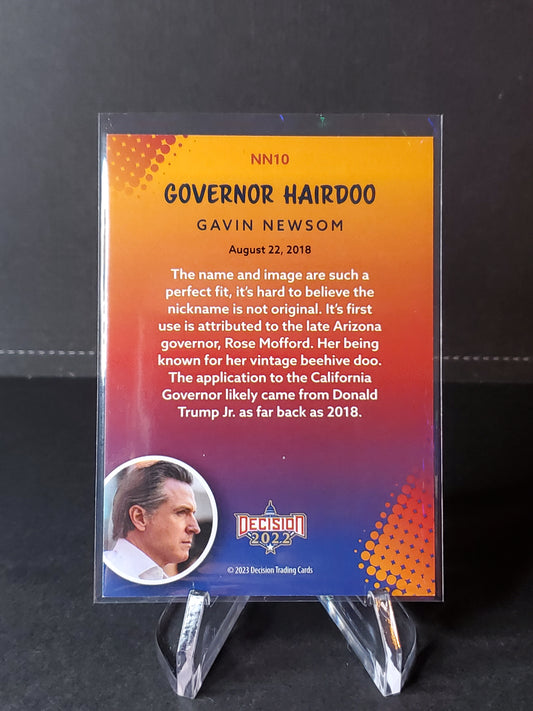 NN10
GOVERNOR HAIRDOO
GAVIN NEWSOM
August 22, 2018
The name and image are such a
perfect fit, it's hard to believe the
nickname is not original. It's first
use is attributed to the late Arizona
governor, Rose Mofford. Her being
known for her vintage beehive doo.
The application to the California
Governor likely came from Donald
Trump Jr. as far back as 2018.
DECISION
2022
© 2023 Decision Trading Cards